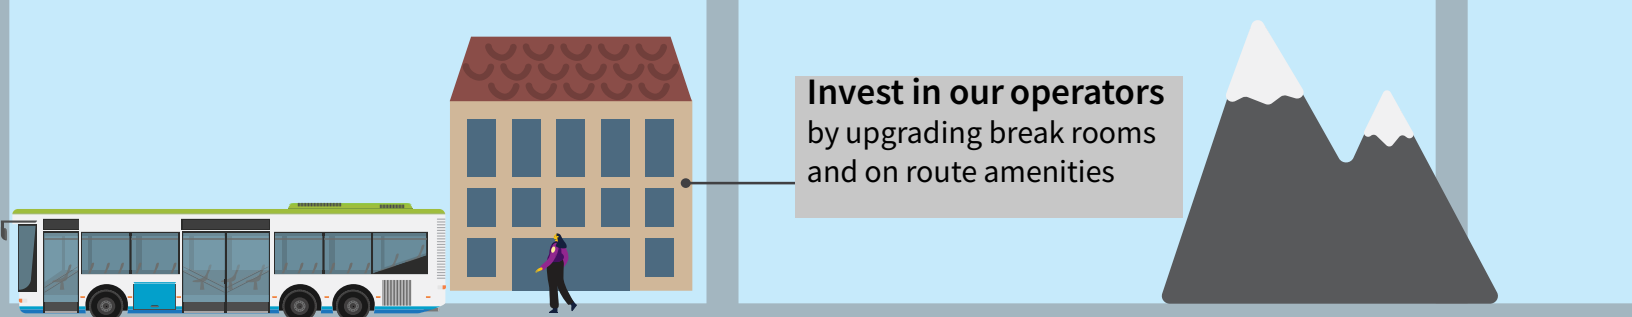 Invest in our operators
by upgrading break rooms
and on route amenities